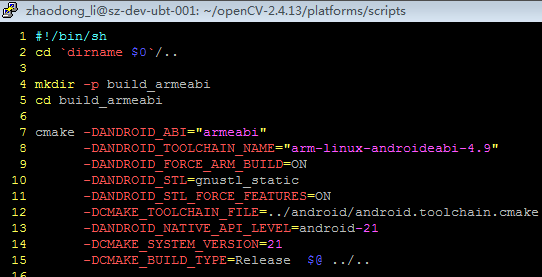 zhaodong_li@sz-dev-ubt-001: ~/openCV-2.4.13/platforms/scripts
1 #!/bin/sh
2 cd `dirname $0`/..
3
4 mkdir -p build_armeabi
5 cd build_armeabi
6
7 cmake -DANDROID_ABI="armeabi"
8 -DANDROID_TOOLCHAIN_NAME="arm-linux-androideabi-4.9"
9 -DANDROID_FORCE_ARM_BUILD=ON
10 -DANDROID_STL=gnustl_static
11 -DANDROID_STL_FORCE_FEATURES=ON
12 -DCMAKE_TOOLCHAIN_FILE=../android/android.toolchain.cmake
13 -DANDROID_NATIVE_API_LEVEL=android-21
14 -DCMAKE_SYSTEM_VERSION=21
15 -DCMAKE_BUILD_TYPE=Release $@ ../..
16